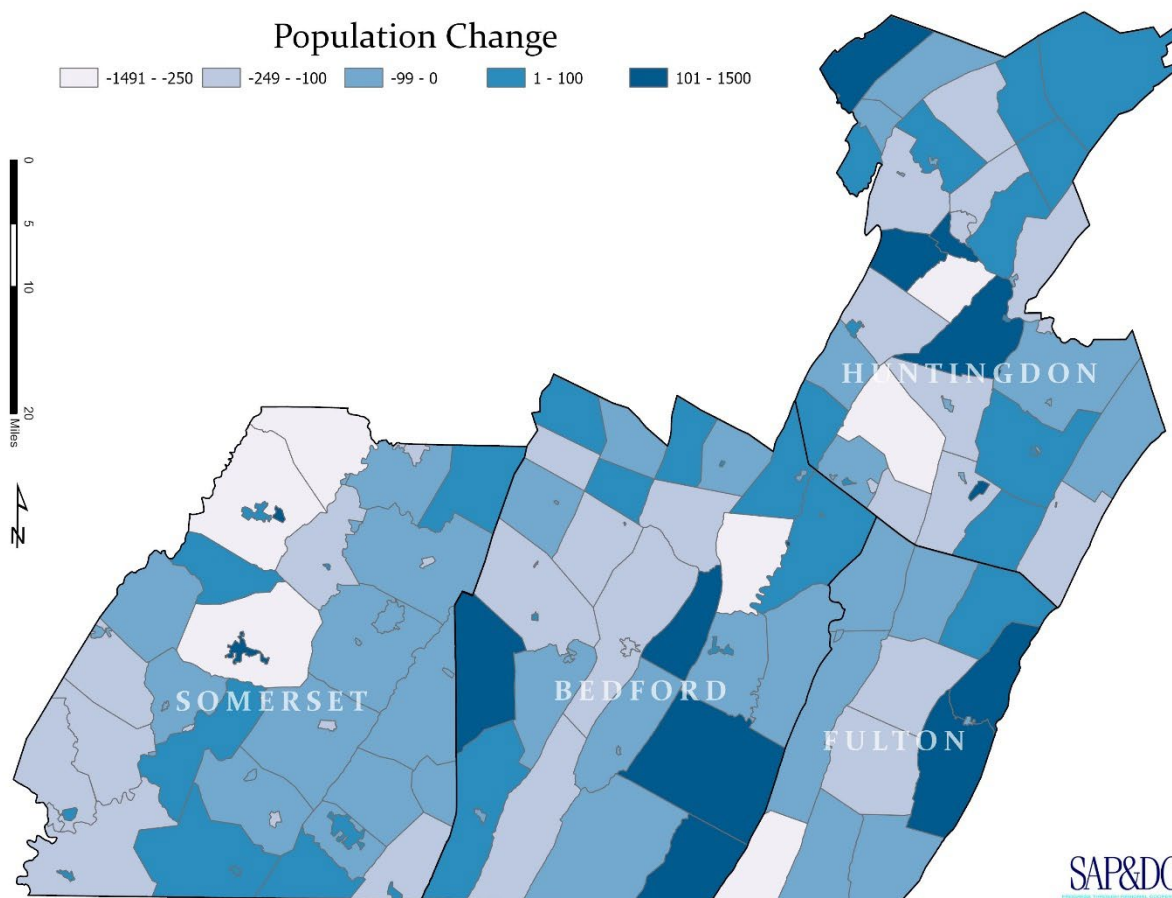 Population Change
-1491 - -250
-249 - -100
-99 - 0
1 - 100
101 - 1500
0
5
10
20
Miles
N
HUNTINGDON
SOMERSET
BEDFORD
FULTON
SAP&DC